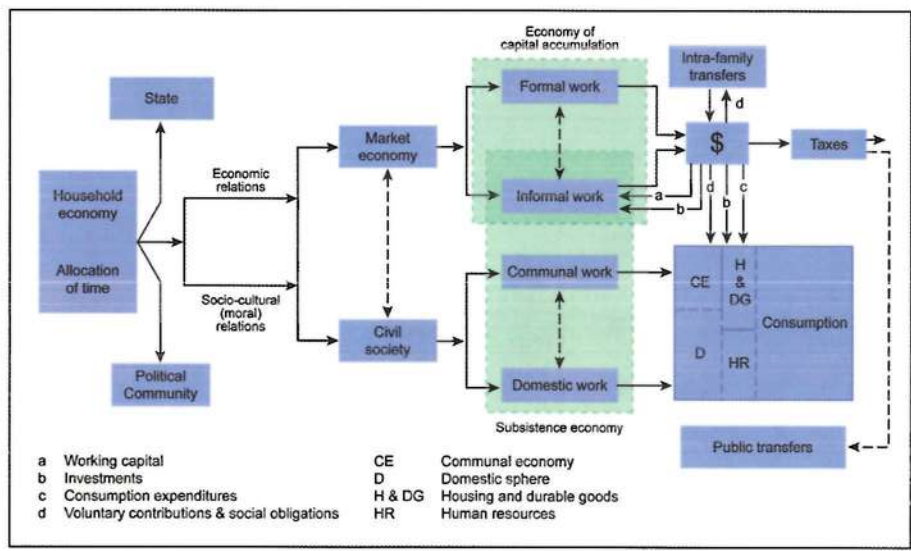 Economy of
capital accumulation
Intra-family
transfers
State
Formal work
d
Market
economy
$
Taxes
Economic
relations
Household
economy
Informal work
a
b
d
b
c
Allocation
of time
Communal work
CE
H
&
DG
Consumption
Socio-cultural
(moral)
relations
Civil
society
D
HR
Political
Community
Domestic work
Subsistence economy
Public transfers
a Working capital
b Investments
c Consumption expenditures
d Voluntary contributions & social obligations
CE Communal economy
D Domestic sphere
H & DG Housing and durable goods
HR Human resources